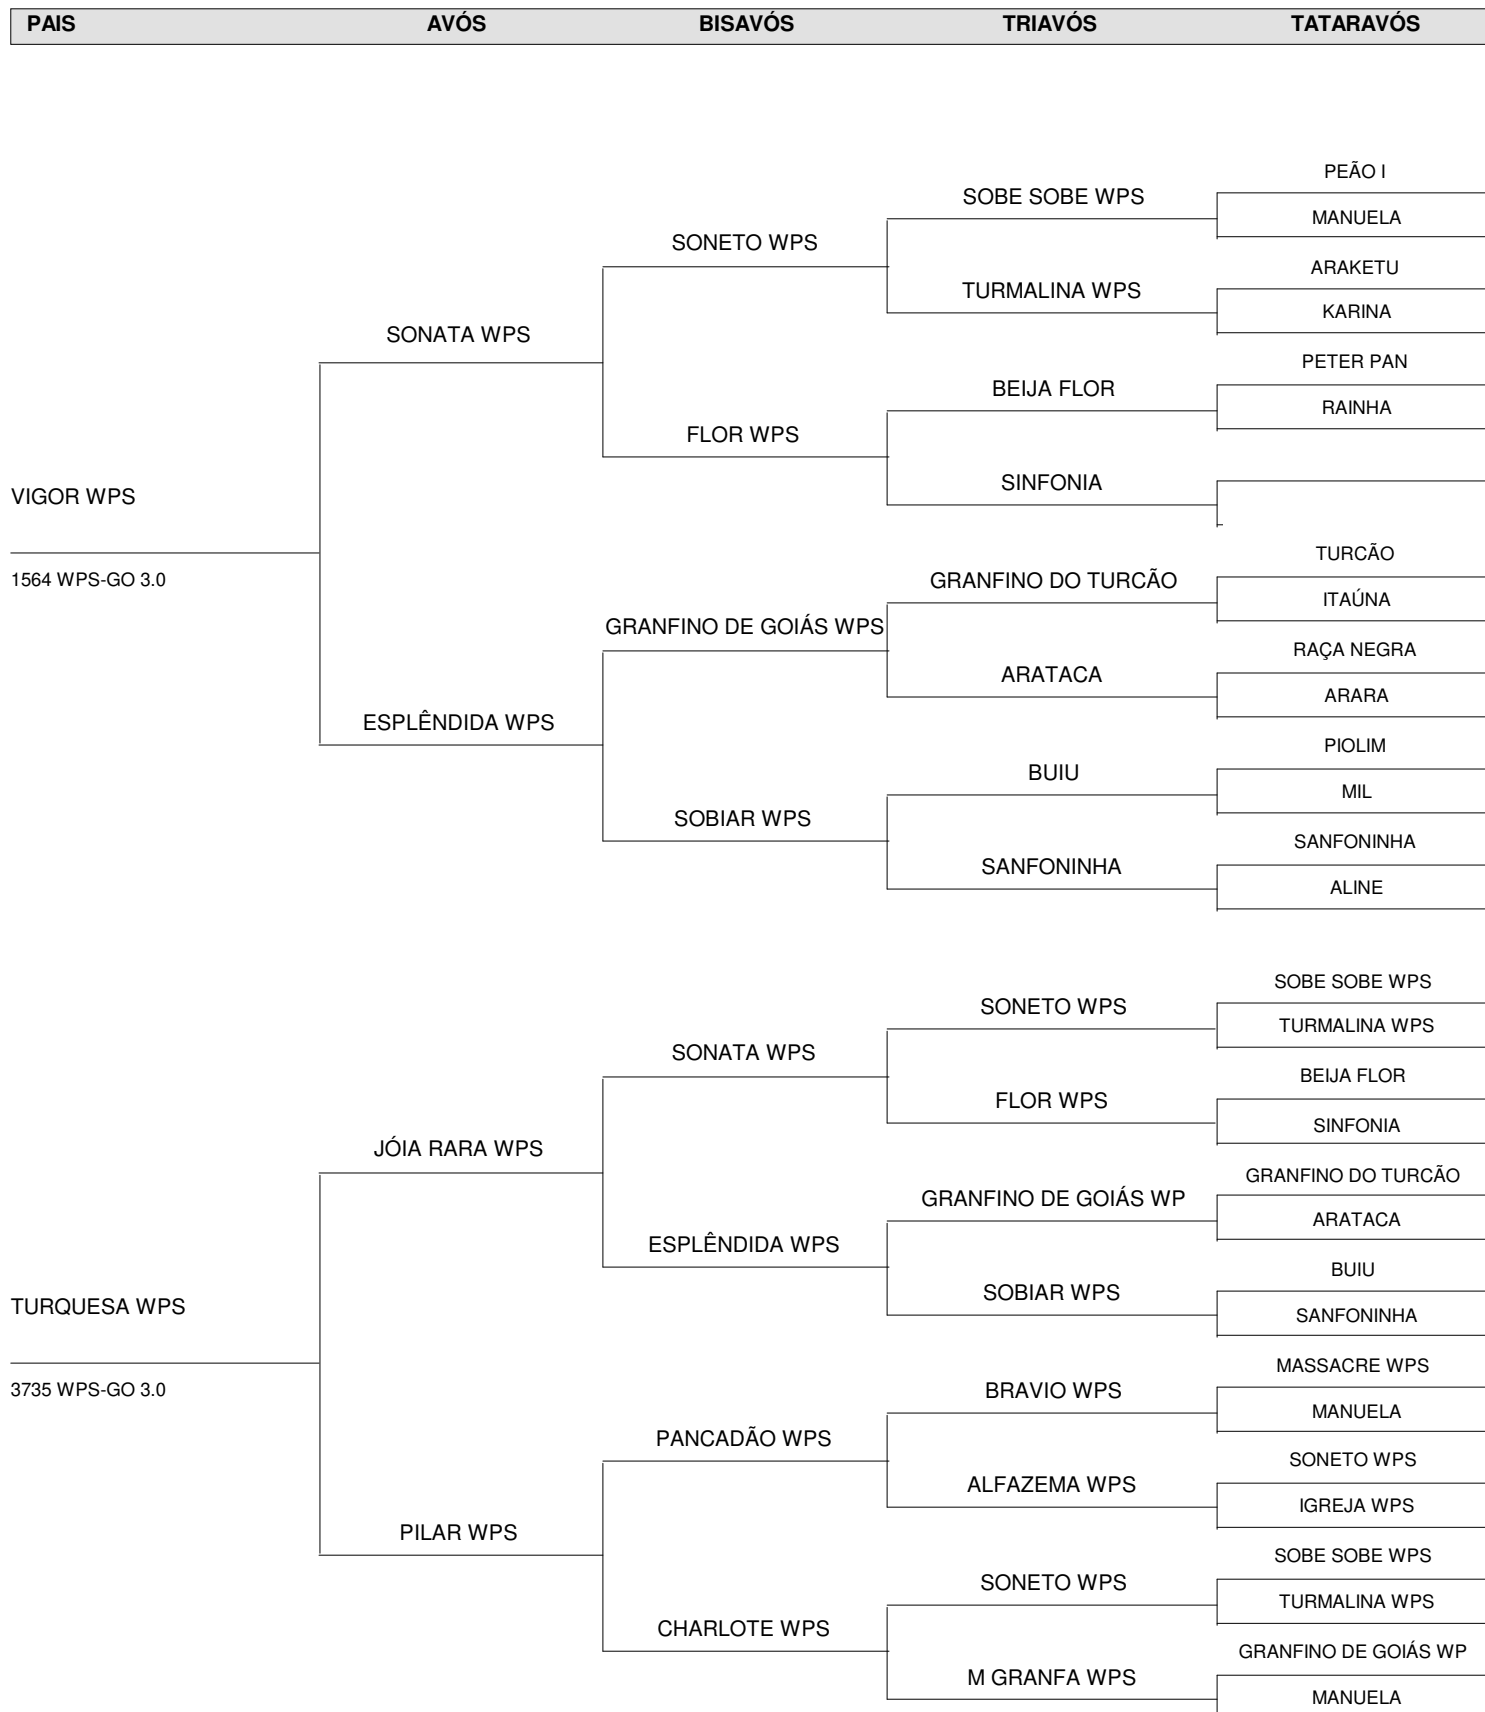 PAIS AVÓS BISAVÓS TRIAVÓS TATARAVÓS
PEÃO I
SOBE SOBE WPS
MANUELA
SONETO WPS
ARAKETU
TURMALINA WPS
KARINA
SONATA WPS
PETER PAN
BEIJA FLOR
RAINHA
FLOR WPS
SINFONIA
VIGOR WPS
1564 WPS-GO 3.0
TURCÃO
GRANFINO DO TURCÃO
ITAÚNA
GRANFINO DE GOIÁS WPS
RAÇA NEGRA
ARATACA
ARARA
ESPLÊNDIDA WPS
PIOLIM
BUIU
MIL
SOBIAR WPS
SANFONINHA
SANFONINHA
ALINE
SOBE SOBE WPS
SONETO WPS
TURMALINA WPS
SONATA WPS
BEIJA FLOR
FLOR WPS
SINFONIA
JÓIA RARA WPS
GRANFINO DO TURCÃO
GRANFINO DE GOIÁS WP
ARATACA
ESPLÊNDIDA WPS
BUIU
SOBIAR WPS
SANFONINHA
TURQUESA WPS
3735 WPS-GO 3.0
MASSACRE WPS
BRAVIO WPS
MANUELA
PANCADÃO WPS
SONETO WPS
ALFAZEMA WPS
IGREJA WPS
PILAR WPS
SOBE SOBE WPS
SONETO WPS
TURMALINA WPS
CHARLOTE WPS
GRANFINO DE GOIÁS WP
M GRANFA WPS
MANUELA